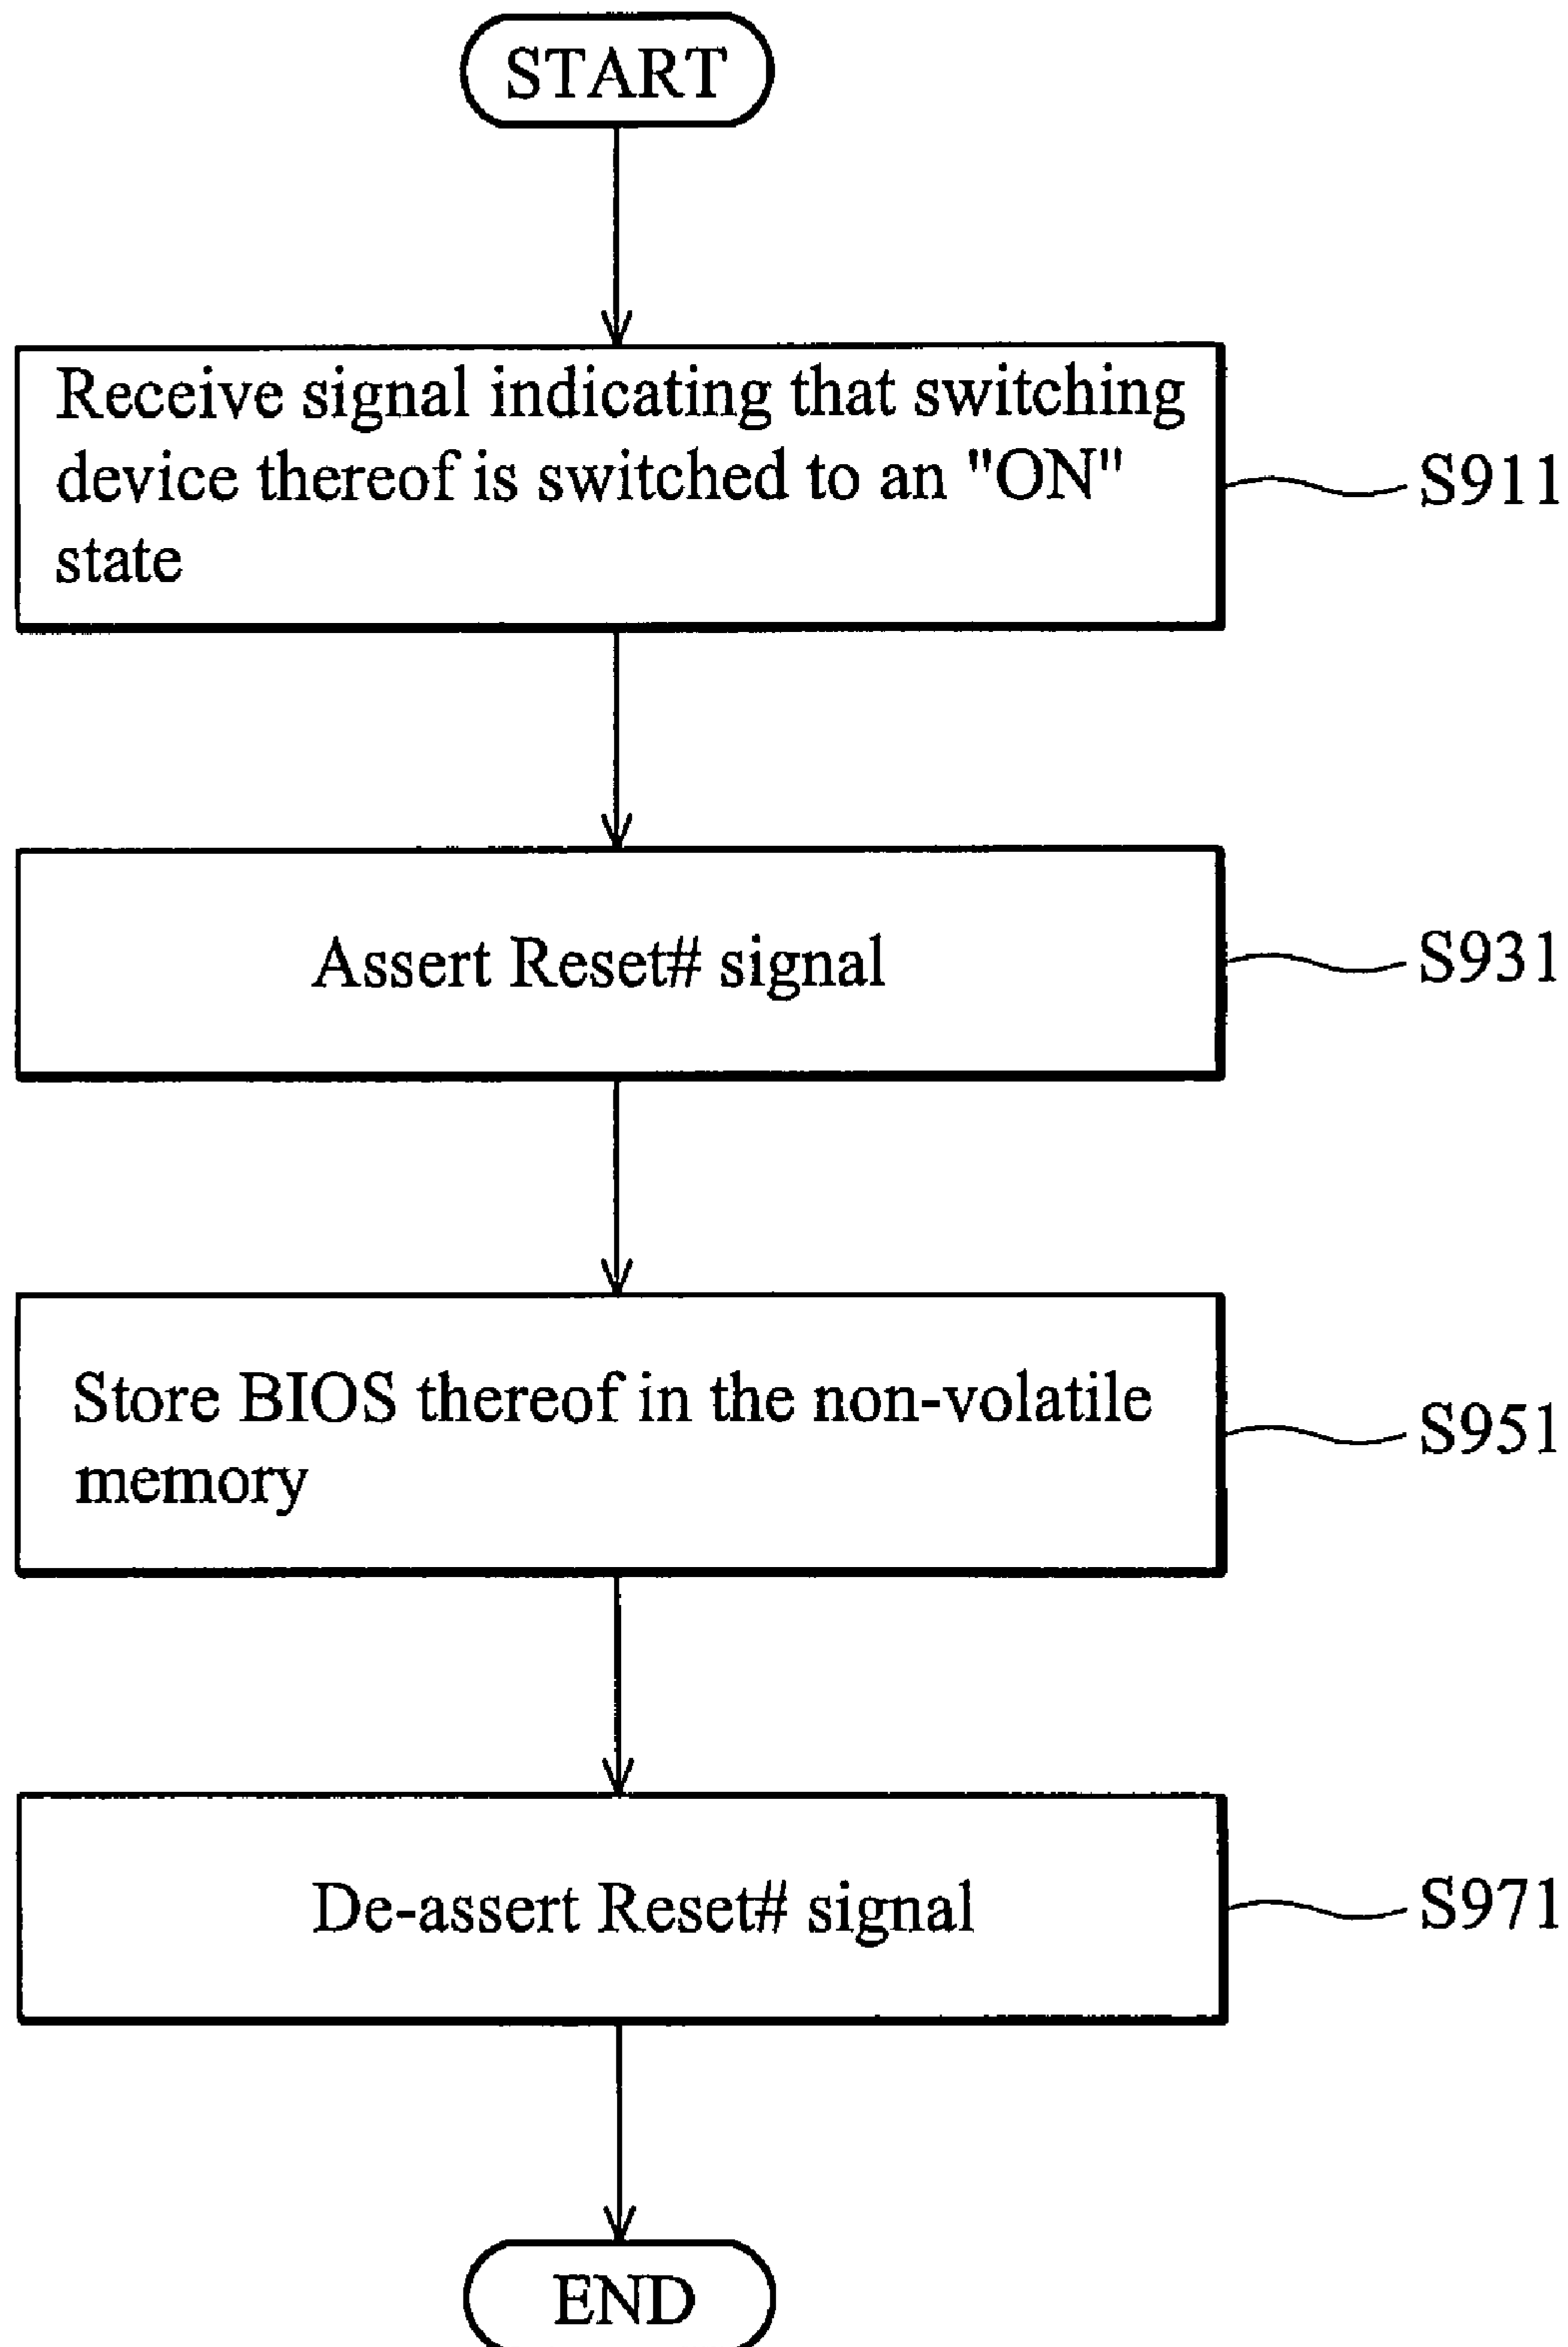 START
Receive signal indicating that switching
device thereof is switched to an "ON"
state
S911
Assert Reset# signal
S931
Store BIOS thereof in the non-volatile
memory
S951
De-assert Reset# signal
S971
END